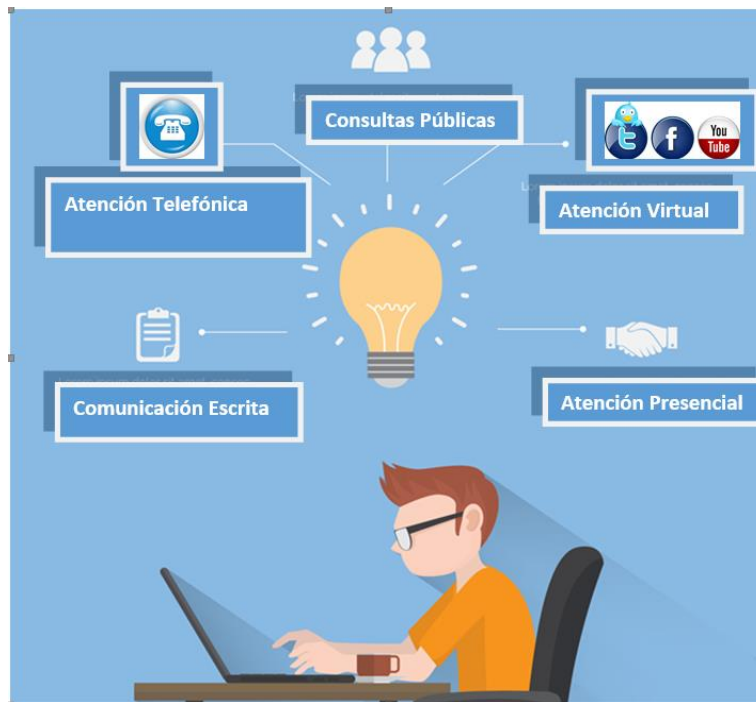 Consultas Públicas
You
Tube
t
f
Atención Telefónica
Atención Virtual
Comunicación Escrita
Atención Presencial